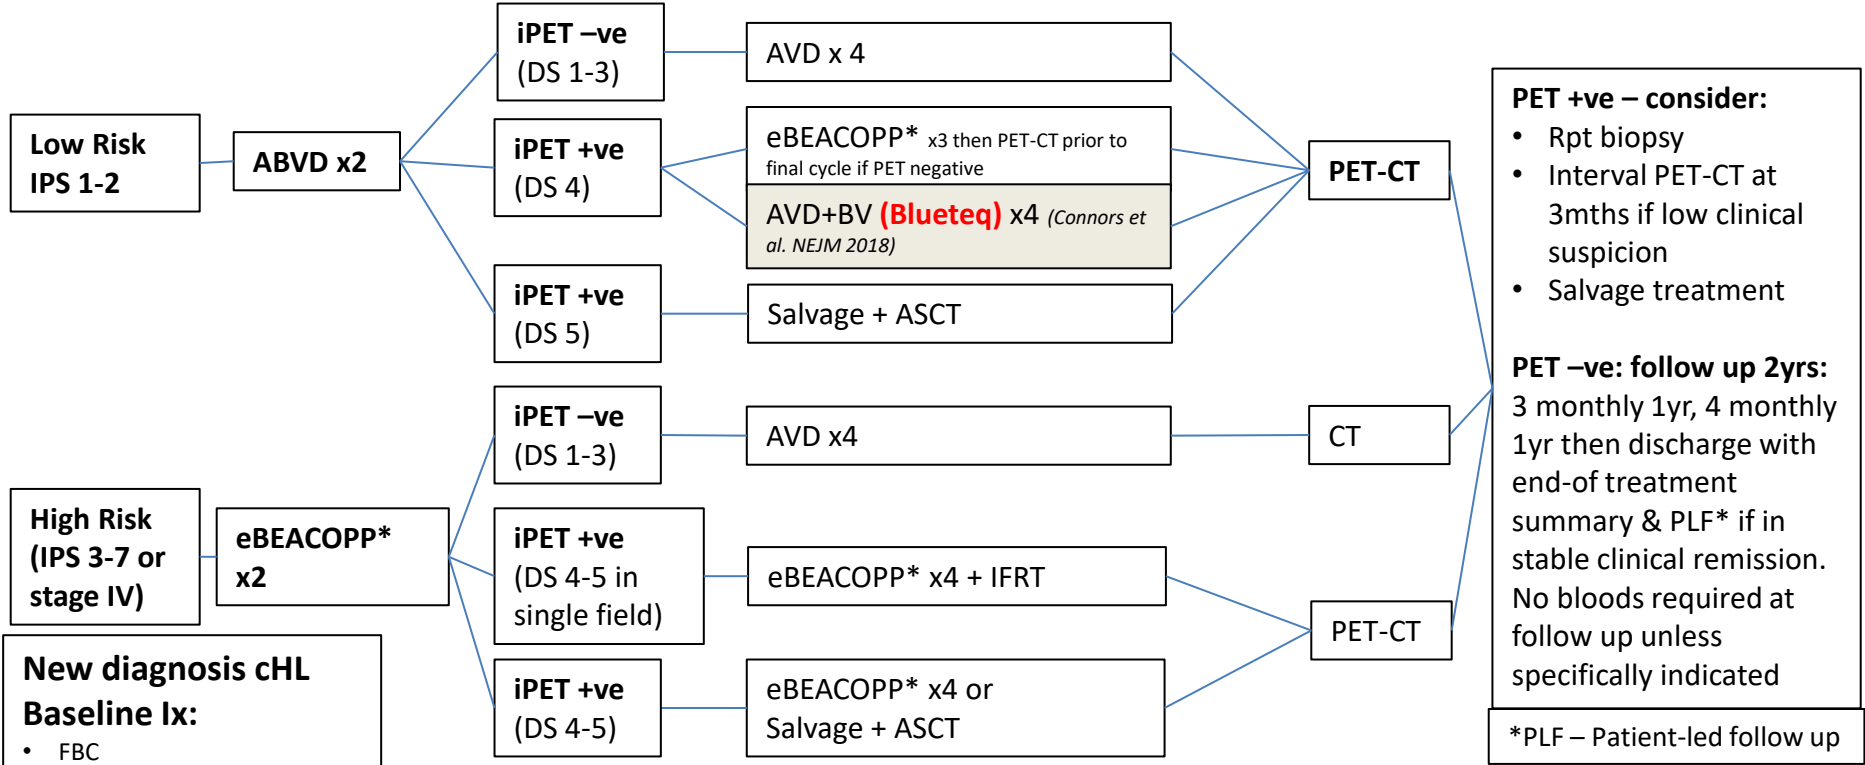 Low Risk
IPS 1-2
ABVD x2
iPET –ve
(DS 1-3)
AVD x 4
iPET +ve
(DS 4)
eBEACOPP* x3 then PET-CT prior to
final cycle if PET negative
AVD+BV (Blueteq) x4 (Connors et
al. NEJM 2018)
iPET +ve
(DS 5)
Salvage + ASCT
PET-CT
High Risk
(IPS 3-7 or
stage IV)
eBEACOPP*
x2
iPET –ve
(DS 1-3)
AVD x4
CT
iPET +ve
(DS 4-5 in
single field)
eBEACOPP* x4 + IFRT
iPET +ve
(DS 4-5)
eBEACOPP* x4 or
Salvage + ASCT
PET-CT
PET +ve – consider:
• Rpt biopsy
• Interval PET-CT at
3mths if low clinical
suspicion
• Salvage treatment
PET –ve: follow up 2yrs:
3 monthly 1yr, 4 monthly
1yr then discharge with
end-of treatment
summary & PLF* if in
stable clinical remission.
No bloods required at
follow up unless
specifically indicated
*PLF – Patient-led follow up
New diagnosis cHL
Baseline Ix:
• FBC